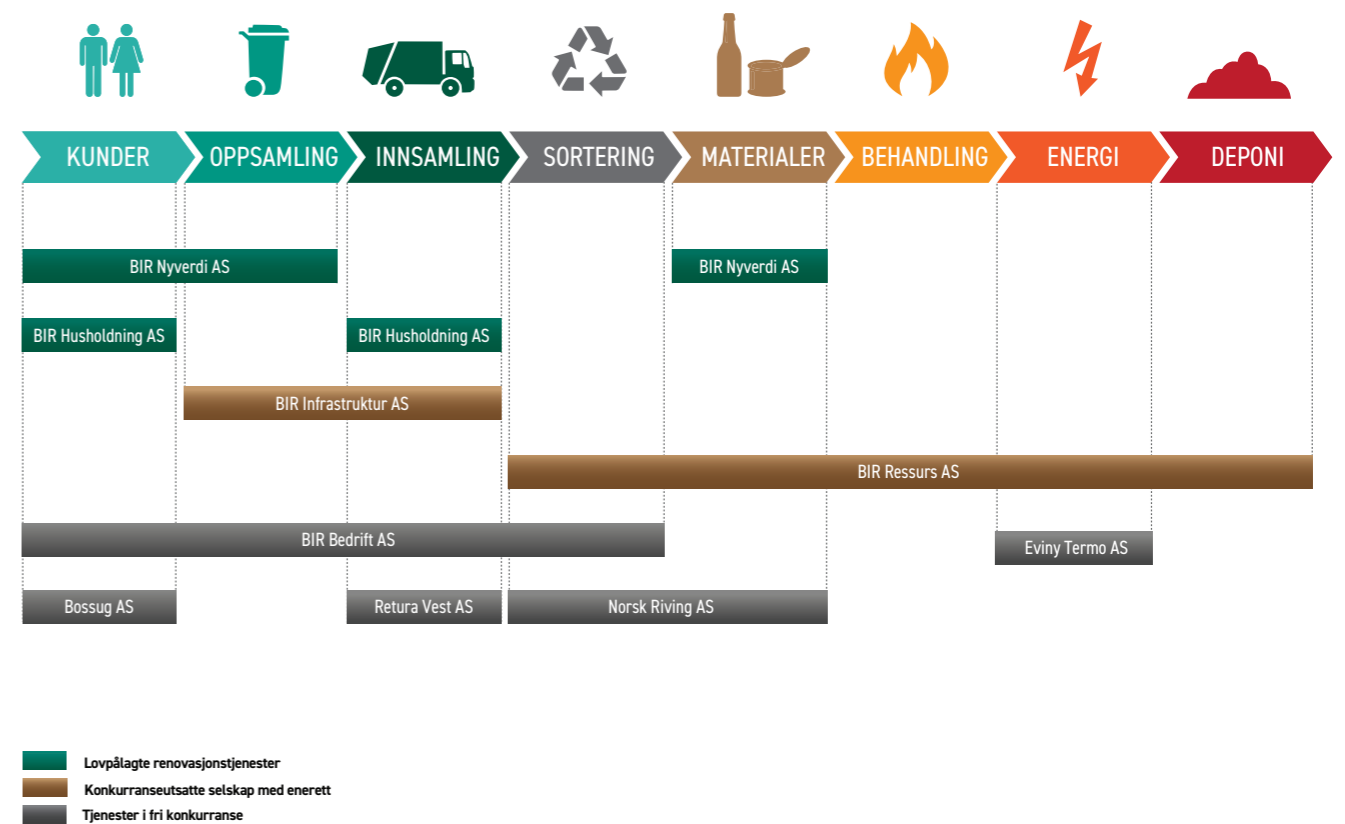 KUNDER OPPSAMLING INNSAMLING SORTERING MATERIALER BEHANDLING ENERGI DEPONI
BIR Nyverdi AS BIR Nyverdi AS
BIR Husholdning AS BIR Husholdning AS
BIR Infrastruktur AS
BIR Ressurs AS
BIR Bedrift AS Eviny Termo AS
Bossug AS Retura Vest AS Norsk Riving AS
Lovpålagte renovasjonstjenester
Konkurranseutsatte selskap med enerett
Tjenester i fri konkurranse